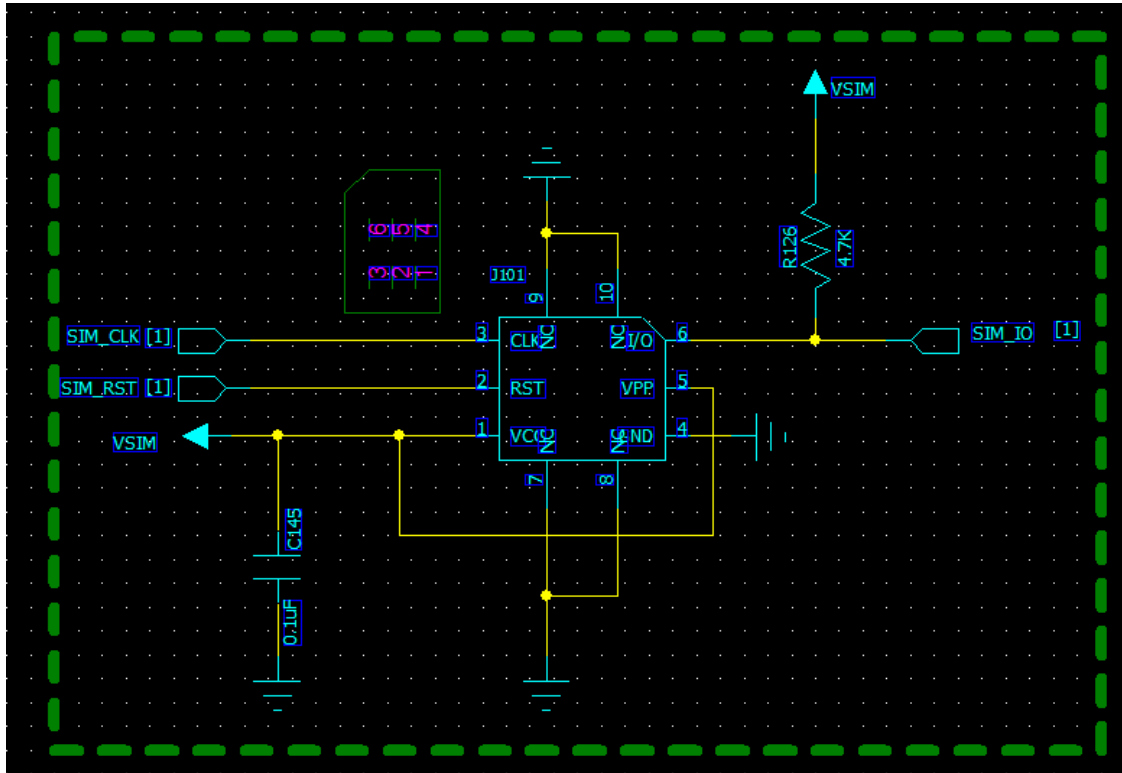 VSIM
R126
4.7K
6 5 4
3 2 1
J101
9
10
SIM_CLK [1]
3
CLK
NC
NC
I/O
6
SIM_IO [1]
SIM_RST [1]
2
RST
VPP
5
VSIM
1
NC
NC
4
7
8
C145
0.1uF